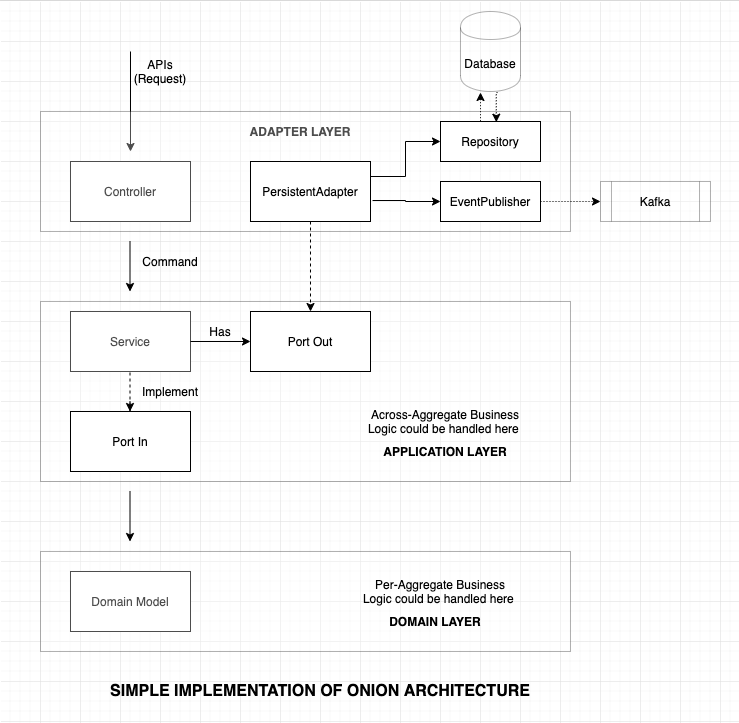 APIs
(Request)
Database
ADAPTER LAYER
Repository
Controller
PersistentAdapter
EventPublisher
Kafka
Command
Service
Has
Port Out
Implement
Port In
Across-Aggregate Business
Logic could be handled here
APPLICATION LAYER
Domain Model
Per-Aggregate Business
Logic could be handled here
DOMAIN LAYER
SIMPLE IMPLEMENTATION OF ONION ARCHITECTURE